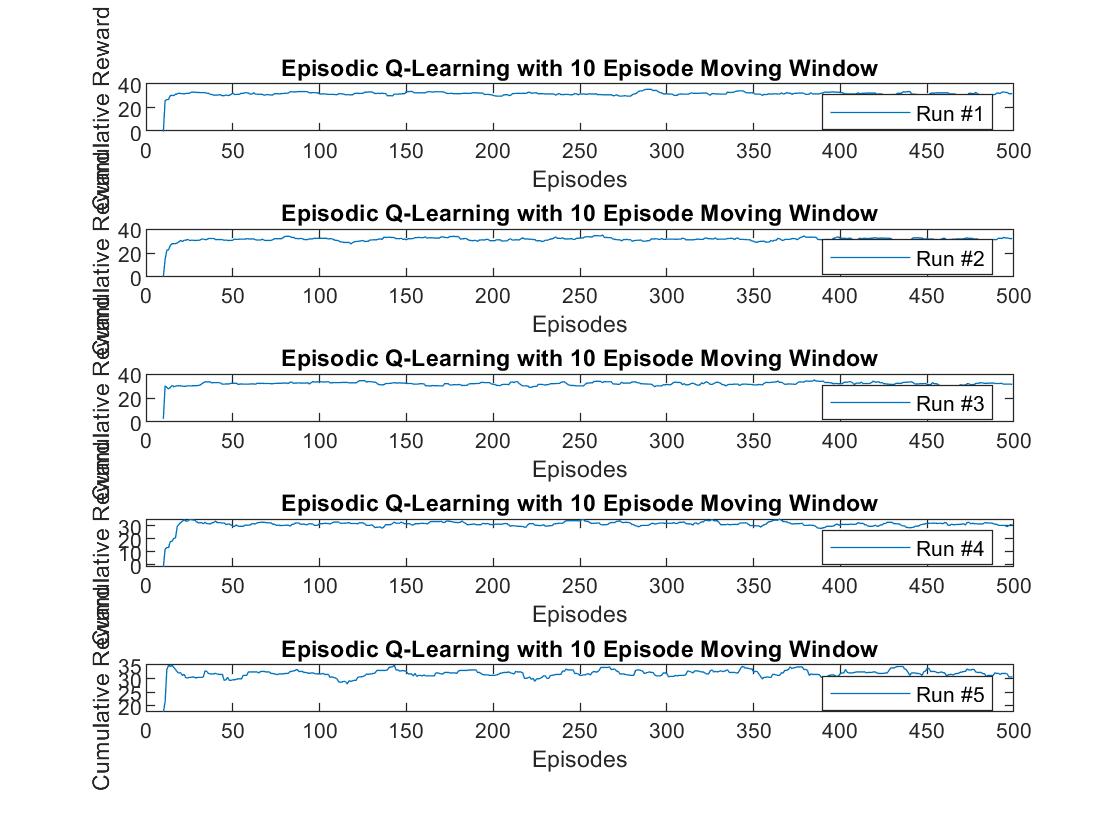 Episodic Q-Learning with 10 Episode Moving Window
Cumulative Reward
40
20
0
Run #1
0 50 100 150 200 250 300 350 400 450 500
Episodes
Episodic Q-Learning with 10 Episode Moving Window
Cumulative Reward
40
20
0
Run #2
0 50 100 150 200 250 300 350 400 450 500
Episodes
Episodic Q-Learning with 10 Episode Moving Window
Cumulative Reward
40
20
0
Run #3
0 50 100 150 200 250 300 350 400 450 500
Episodes
Episodic Q-Learning with 10 Episode Moving Window
Cumulative Reward
30
20
10
0
Run #4
0 50 100 150 200 250 300 350 400 450 500
Episodes
Episodic Q-Learning with 10 Episode Moving Window
Cumulative Reward
35
30
25
20
Run #5
0 50 100 150 200 250 300 350 400 450 500
Episodes